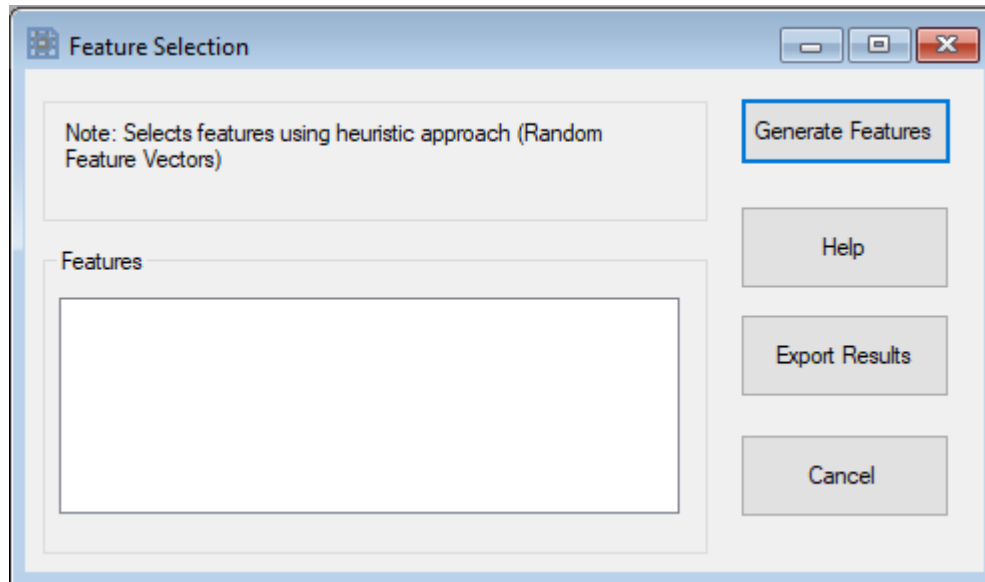 Feature Selection
Note: Selects features using heuristic approach (Random
Feature Vectors)
Generate Features
Help
Features
Export Results
Cancel